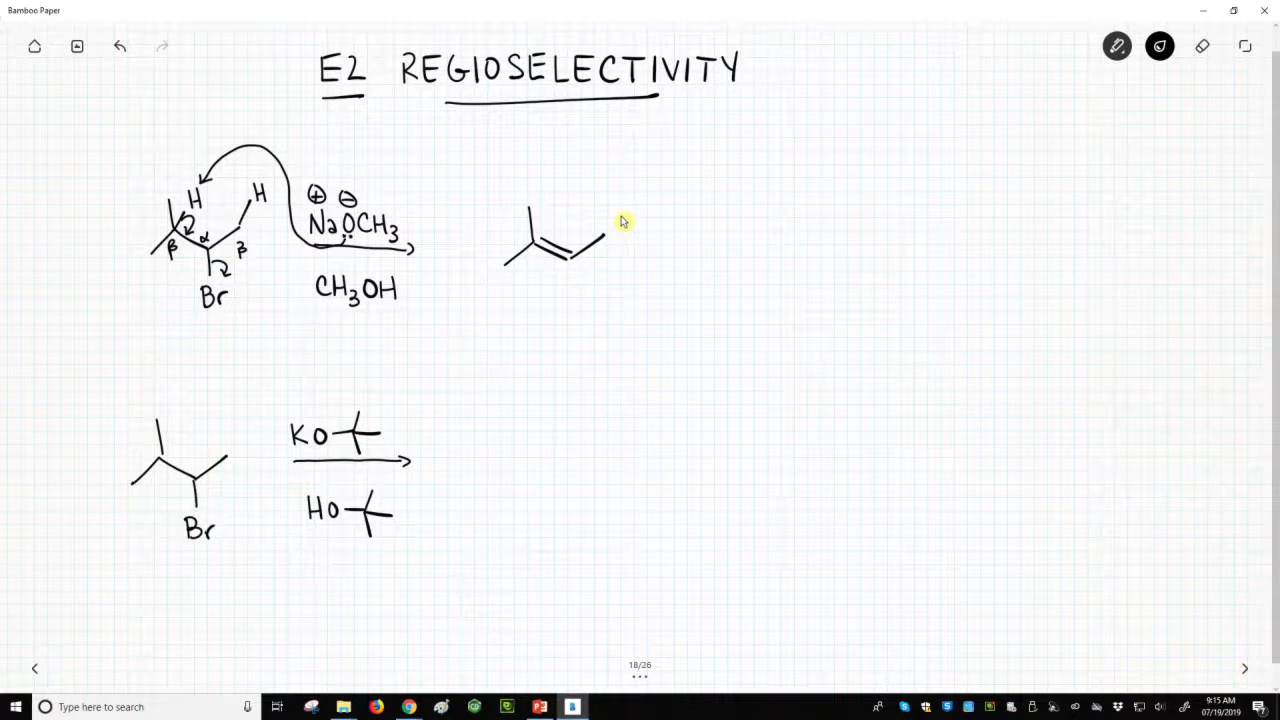 Bamboo Paper
E2 REGIOSELECTIVITY
H
H
⊕ ⊖
NaOCH3
β α β
Br
CH3OH
KO
HO
Br
18/26
Type here to search
9:15 AM
07/19/2019